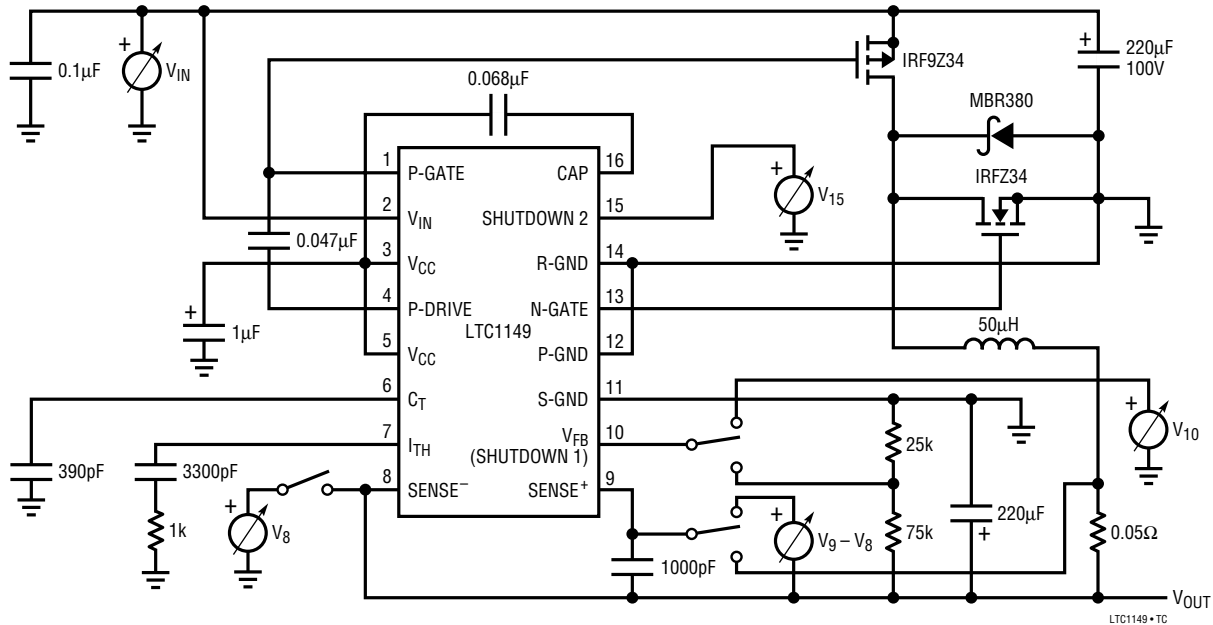 0.1µF
+
V_IN
0.068µF
IRF9Z34
+
220µF
100V
MBR380
IRFZ34
1
P-GATE
CAP
16
+
V_15
2
V_IN
SHUTDOWN 2
15
0.047µF
3
V_CC
R-GND
14
+
1µF
4
P-DRIVE
N-GATE
13
LTC1149
50µH
5
V_CC
P-GND
12
6
C_T
S-GND
11
+
V_10
7
I_TH
V_FB
(SHUTDOWN 1)
10
25k
390pF
3300pF
8
SENSE⁻
SENSE⁺
9
+
V_8
1k
+
V_9 – V_8
75k
220µF
+
0.05Ω
1000pF
V_OUT
LTC1149 • TC